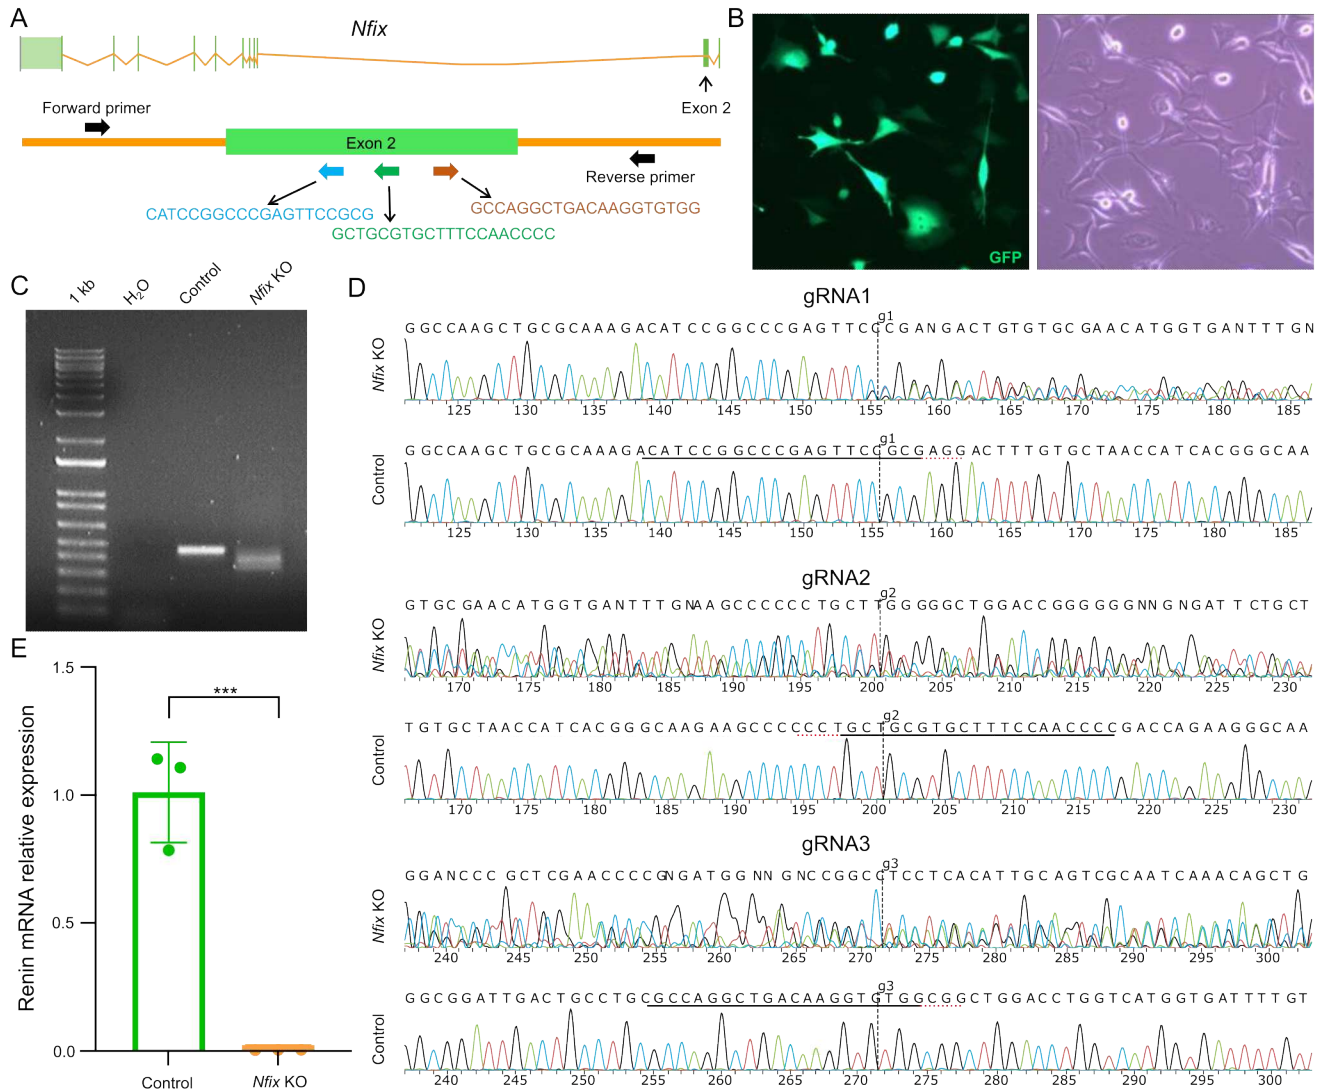 A
Nfix
Exon 2
Forward primer
Exon 2
Reverse primer
CATCCGGCCCGAGTTCCGCG
GCCAGGCTGACAAGGTGTGG
GCTGCGTGCTTTCCAACCCC
B
GFP
C
1 kb
H2O
Control
Nfix KO
D
gRNA1
g1
GGCCAAGCTGCGCAAAGACATCCGGCCCGAGTTCCCGANGACTGTGTGCGAACATGGTGANTTTGN
Nfix KO
125 130 135 140 145 150 155 160 165 170 175 180 185
g1
GGCCAAGCTGCGCAAAGACATCCGGCCCGAGTTCCGCGAGGACTTTGTGCTAACCATCACGGGCAA
Control
125 130 135 140 145 150 155 160 165 170 175 180 185
gRNA2
g2
GTGCGAACATGGTGANTTTGNAAGCCCCCCTGCTTGGGGGCTGGACCGGGGGGNNGNGATTCTGCT
Nfix KO
170 175 180 185 190 195 200 205 210 215 220 225 230
g2
TGTGCTAACCATCACGGGCAAGAAGCCCCCCTGCTGCGTGCTTTCCAACCCCGACCAGAAGGGCAA
Control
170 175 180 185 190 195 200 205 210 215 220 225 230
gRNA3
g3
GGANCCC GCTCGAACCCCGNGATGGNNGNCCGGCCTCCTCACATTGCAGTCGCAATCAAACAGCTG
Nfix KO
240 245 250 255 260 265 270 275 280 285 290 295 300
g3
GGCGGATTGACTGCCTGCGCCAGGCTGACAAGGTGTGGCGGCTGGACCTGGTCATGGTGATTTTGT
Control
240 245 250 255 260 265 270 275 280 285 290 295 300
E
Renin mRNA relative expression
1.5
1.0
0.5
0.0
***
Control
Nfix KO